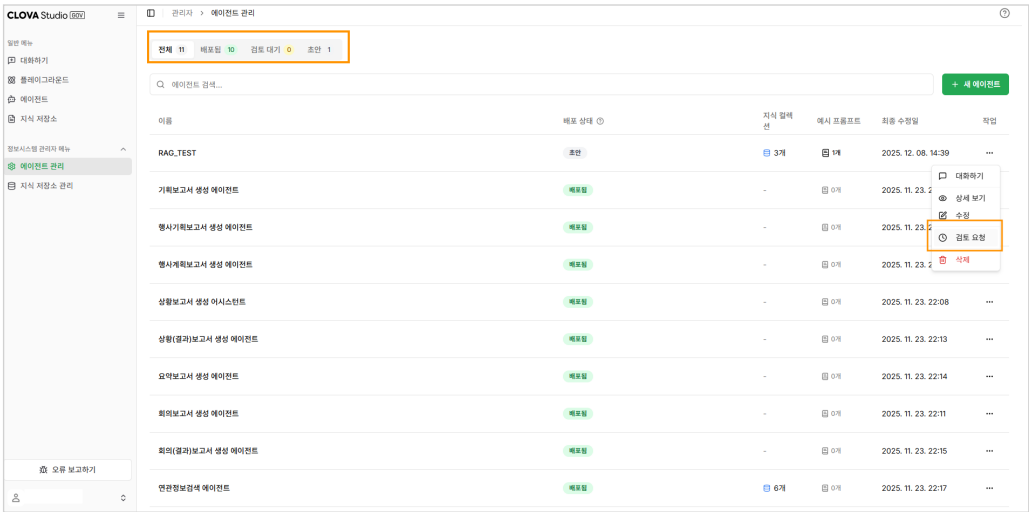 CLOVA Studio GOV
관리자 > 에이전트 관리
일반 메뉴
대화하기
플레이그라운드
에이전트
지식 저장소
정보시스템 관리자 메뉴
에이전트 관리
지식 저장소 관리
오류 보고하기
전체 11 배포됨 10 검토 대기 0 초안 1
에이전트 검색...
+ 새 에이전트
이름 배포 상태 지식 컬렉션 예시 프롬프트 최종 수정일 작업
RAG_TEST 초안 3개 1개 2025. 12. 08. 14:39 ...
기획보고서 생성 에이전트 배포됨 - 0개 2025. 11. 23. 2
행사기획보고서 생성 에이전트 배포됨 - 0개 2025. 11. 23. 2
행사계획보고서 생성 에이전트 배포됨 - 0개 2025. 11. 23. 2
대화하기
상세 보기
수정
검토 요청
삭제
상황보고서 생성 어시스턴트 배포됨 - 0개 2025. 11. 23. 22:08 ...
상황(결과)보고서 생성 에이전트 배포됨 - 0개 2025. 11. 23. 22:13 ...
요약보고서 생성 에이전트 배포됨 - 0개 2025. 11. 23. 22:14 ...
회의보고서 생성 에이전트 배포됨 - 0개 2025. 11. 23. 22:11 ...
회의(결과)보고서 생성 에이전트 배포됨 - 0개 2025. 11. 23. 22:15 ...
연관정보검색 에이전트 배포됨 6개 0개 2025. 11. 23. 22:17 ...